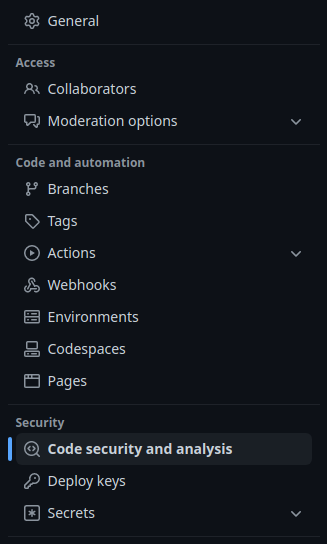 General
Access
Collaborators
Moderation options
Code and automation
Branches
Tags
Actions
Webhooks
Environments
Codespaces
Pages
Security
Code security and analysis
Deploy keys
Secrets